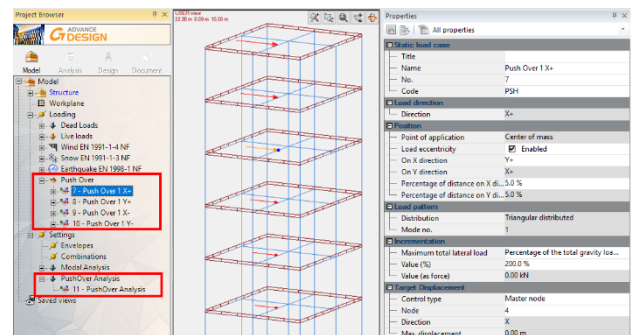 Project Browser
ADVANCE
DESIGN
Model Analysis Design Document
Model
Structure
Workplane
Loading
Dead Loads
Live loads
Wind EN 1991-1-4 NF
Snow EN 1991-1-3 NF
Earthquake EN 1998-1 NF
Push Over
7 - Push Over 1 X+
8 - Push Over 1 Y+
9 - Push Over 1 X-
10 - Push Over 1 Y-
Settings
Envelopes
Combinations
Model Analysis
PushOver Analysis
11 - PushOver Analysis
Saved views
Properties
All properties
Static load case
Title
Name Push Over 1 X+
No. 7
Code PSH
Load direction
Direction X+
Position
Point of application Center of mass
Load eccentricity Enabled
On X direction Y+
On Y direction X+
Percentage of distance on X di... 5.0 %
Percentage of distance on Y di... 5.0 %
Load pattern
Distribution Triangular distributed
Mode no. 1
Incrementation
Maximum total lateral load Percentage of the total gravity loa...
Value (%) 200.0 %
Value (as force) 0.00 kN
Target Displacement
Control type Master node
Node 4
Direction X
Max. displacement 0.00 m